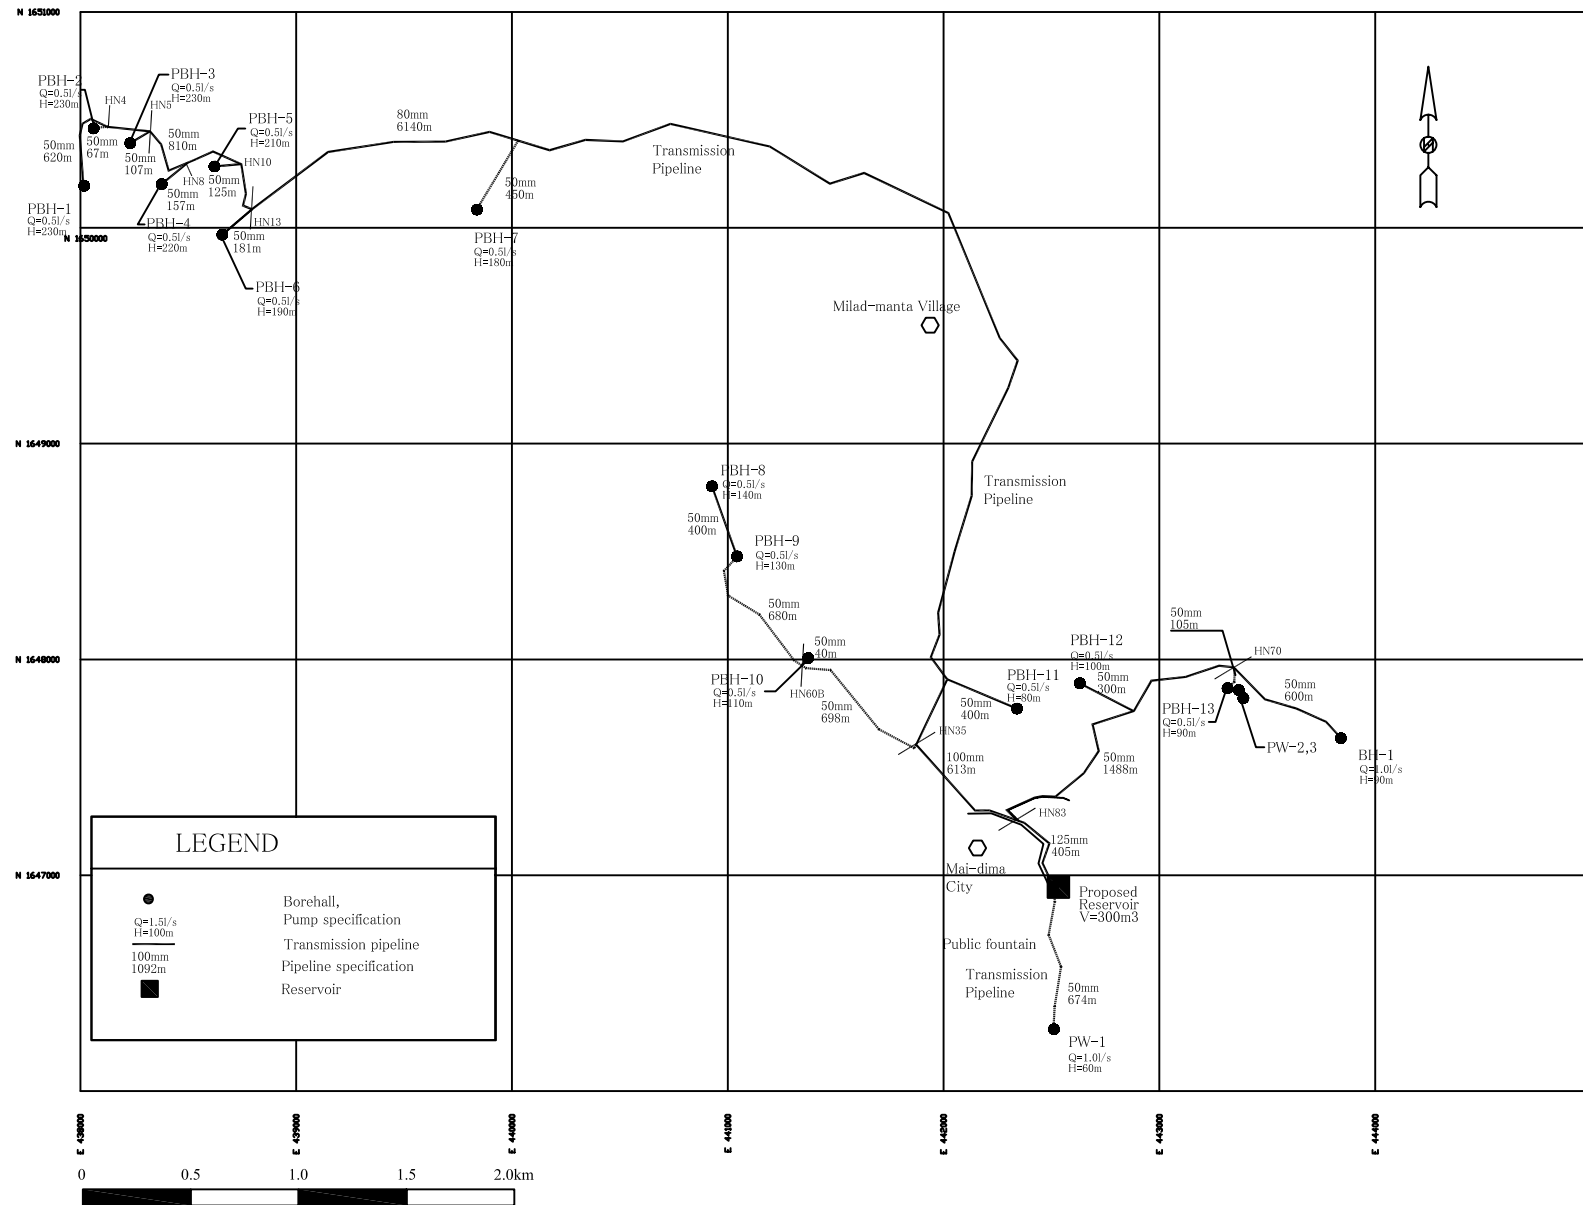 N 1651000
PBH-2
Q=0.5l/s
H=230m
HN4
PBH-3
Q=0.5l/s
H=230m
HN5
PBH-5
Q=0.5l/s
H=210m
80mm
6140m
50mm
67m
50mm
810m
50mm
620m
50mm
107m
HN10
HN8
50mm
125m
50mm
157m
Transmission
Pipeline
50mm
450m
PBH-1
Q=0.5l/s
H=230m
N 1650000
PBH-4
Q=0.5l/s
H=220m
HN13
50mm
181m
PBH-7
Q=0.5l/s
H=180m
PBH-6
Q=0.5l/s
H=190m
Milad-manta Village
N 1649000
PBH-8
Q=0.5l/s
H=140m
Transmission
Pipeline
50mm
400m
PBH-9
Q=0.5l/s
H=130m
50mm
680m
50mm
105m
50mm
40m
PBH-12
Q=0.5l/s
H=100m
HN70
N 1648000
PBH-10
Q=0.5l/s
H=110m
HN60B
PBH-11
Q=0.5l/s
H=80m
50mm
300m
50mm
600m
50mm
698m
50mm
400m
PBH-13
Q=0.5l/s
H=90m
HN35
PW-2,3
100mm
613m
50mm
1488m
BH-1
Q=1.0l/s
H=90m
HN83
125mm
405m
N 1647000
Mai-dima
City
Proposed
Reservoir
V=300m3
Public fountain
Transmission
Pipeline
50mm
674m
PW-1
Q=1.0l/s
H=60m
LEGEND
Borehall,
Pump specification
Q=1.5l/s
H=100m
Transmission pipeline
100mm
1092m
Pipeline specification
Reservoir
E 438000
E 439000
E 440000
E 441000
E 442000
E 443000
E 444000
0 0.5 1.0 1.5 2.0km